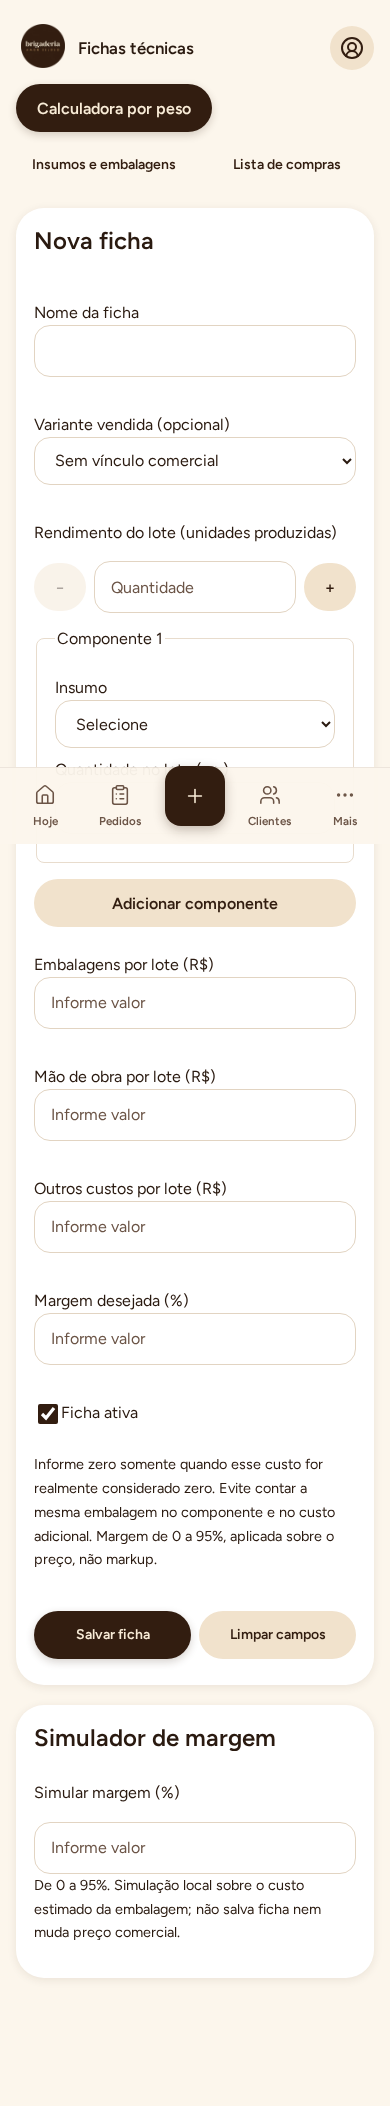 brigaderia
Fichas técnicas
Calculadora por peso
Insumos e embalagens
Lista de compras
Nova ficha
Nome da ficha
Variante vendida (opcional)
Sem vínculo comercial
Rendimento do lote (unidades produzidas)
-
Quantidade
+
Componente 1
Insumo
Selecione
Hoje
Pedidos
+
Clientes
Mais
Adicionar componente
Embalagens por lote (R$)
Informe valor
Mão de obra por lote (R$)
Informe valor
Outros custos por lote (R$)
Informe valor
Margem desejada (%)
Informe valor
Ficha ativa
Informe zero somente quando esse custo for
realmente considerado zero. Evite contar a
mesma embalagem no componente e no custo
adicional. Margem de 0 a 95%, aplicada sobre o
preço, não markup.
Salvar ficha
Limpar campos
Simulador de margem
Simular margem (%)
Informe valor
De 0 a 95%. Simulação local sobre o custo
estimado da embalagem; não salva ficha nem
muda preço comercial.